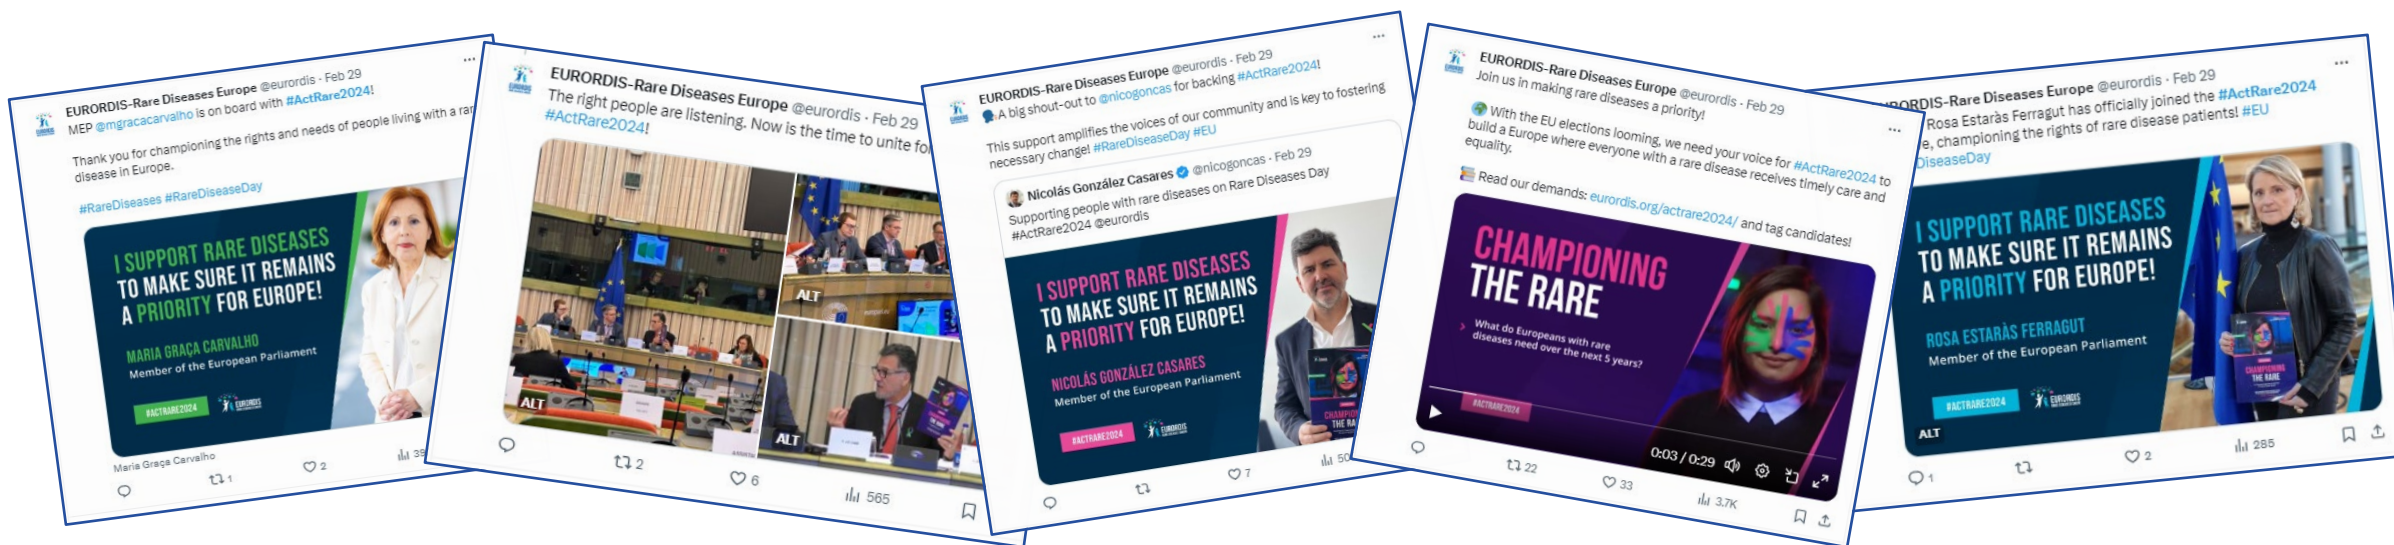 EURORDIS-Rare Diseases Europe @eurordis · Feb 29
MEP @mgracacarvalho is on board with #ActRare2024!
Thank you for championing the rights and needs of people living with a
disease in Europe.
#RareDiseases #RareDiseaseDay
I SUPPORT RARE DISEASES
TO MAKE SURE IT REMAINS
A PRIORITY FOR EUROPE!
MARIA GRAÇA CARVALHO
Member of the European Parliament
#ACTRARE2024
EURORDIS
Maria Graça Carvalho
1
2
EURORDIS-Rare Diseases Europe @eurordis · Feb 29
The right people are listening. Now is the time to unite
#ActRare2024!
ALT
ALT
ALT
2
6
565
EURORDIS-Rare Diseases Europe @eurordis · Feb 29
A big shout-out to @nicogoncas for backing #ActRare2024!
This support amplifies the voices of our community and is key to fostering
necessary change! #RareDiseaseDay #EU
Nicolás González Casares @nicogoncas · Feb 29
Supporting people with rare diseases on Rare Diseases Day
#ActRare2024 @eurordis
I SUPPORT RARE DISEASES
TO MAKE SURE IT REMAINS
A PRIORITY FOR EUROPE!
NICOLÁS GONZÁLEZ CASARES
Member of the European Parliament
#ACTRARE2024
EURORDIS
7
EURORDIS-Rare Diseases Europe @eurordis · Feb 29
Join us in making rare diseases a priority!
With the EU elections looming, we need your voice for #ActRare2024 to
build a Europe where everyone with a rare disease receives timely care and
equality.
Read our demands: eurordis.org/actrare2024/ and tag candidates!
CHAMPIONING
THE RARE
What do Europeans with rare
diseases need over the next 5 years?
#ACTRARE2024
0:03 / 0:29
22
33
3.7K
Rare Diseases Europe @eurordis · Feb 29
Rosa Estaràs Ferragut has officially joined the #ActRare2024
championing the rights of rare disease patients! #EU
DiseaseDay
I SUPPORT RARE DISEASES
TO MAKE SURE IT REMAINS
A PRIORITY FOR EUROPE!
ROSA ESTARÀS FERRAGUT
Member of the European Parliament
#ACTRARE2024
EURORDIS
CHAMPIONING
THE RARE
ALT
1
2
285